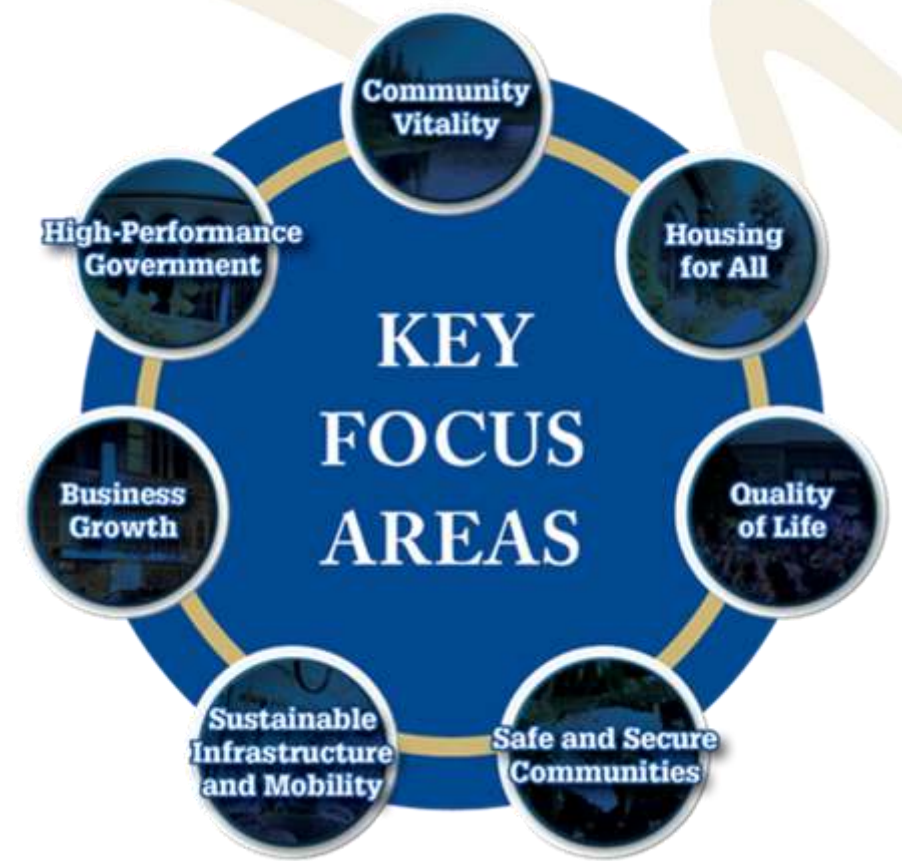 Community
Vitality
Housing
for All
Quality
of Life
Safe and Secure
Communities
Sustainable
Infrastructure
and Mobility
Business
Growth
High-Performance
Government
KEY
FOCUS
AREAS